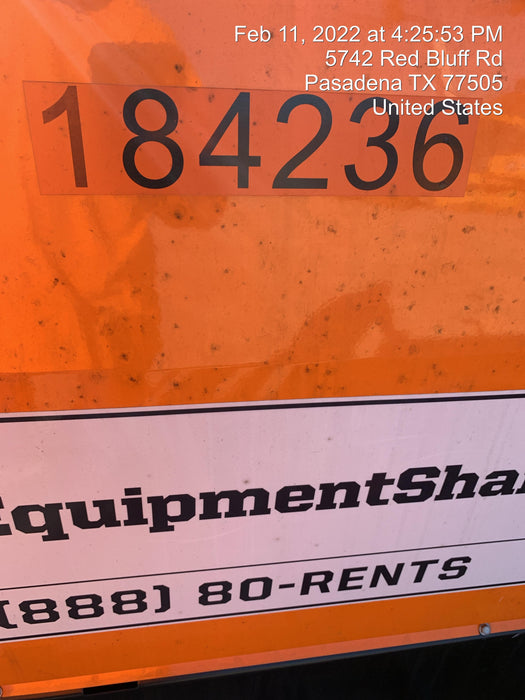 Feb 11, 2022 at 4:25:53 PM
5742 Red Bluff Rd
Pasadena TX 77505
United States
184236
EquipmentShar
(888) 80-RENTS